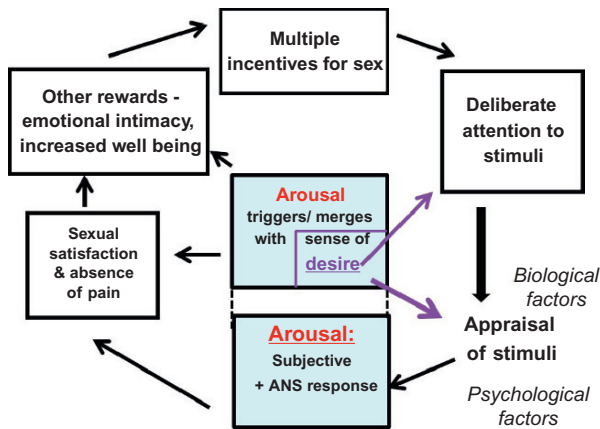 Multiple
incentives for sex
Other rewards -
emotional intimacy,
increased well being
Deliberate
attention to
stimuli
Arousal
triggers/ merges
with sense of
desire
Sexual
satisfaction
& absence
of pain
Biological
factors
Appraisal
of stimuli
Arousal:
Subjective
+ ANS response
Psychological
factors